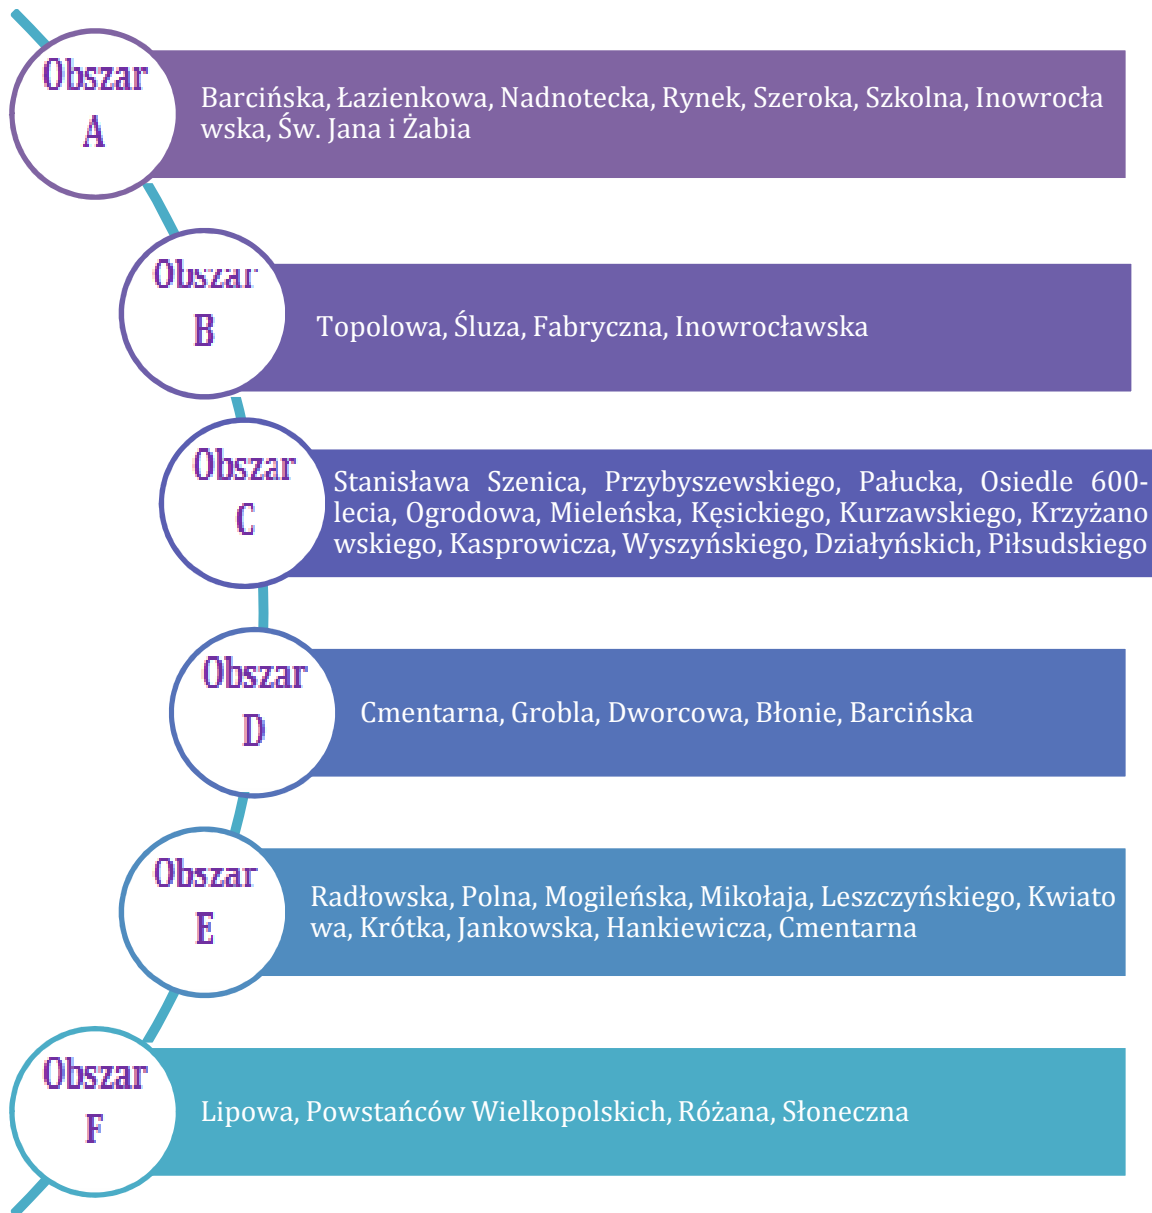 Obszar
A
Barcińska, Łazienkowa, Nadnotecka, Rynek, Szeroka, Szkolna, Inowrocła
wska, Św. Jana i Żabia
Obszar
B
Topolowa, Śluza, Fabryczna, Inowrocławska
Obszar
C
Stanisława Szenica, Przybyszewskiego, Pałucka, Osiedle 600-
lecia, Ogrodowa, Mieleńska, Kęsickiego, Kurzawskiego, Krzyżano
wskiego, Kasprowicza, Wyszyńskiego, Działyńskich, Piłsudskiego
Obszar
D
Cmentarna, Grobla, Dworcowa, Błonie, Barcińska
Obszar
E
Radłowska, Polna, Mogileńska, Mikołaja, Leszczyńskiego, Kwiato
wa, Krótka, Jankowska, Hankiewicza, Cmentarna
Obszar
F
Lipowa, Powstańców Wielkopolskich, Różana, Słoneczna